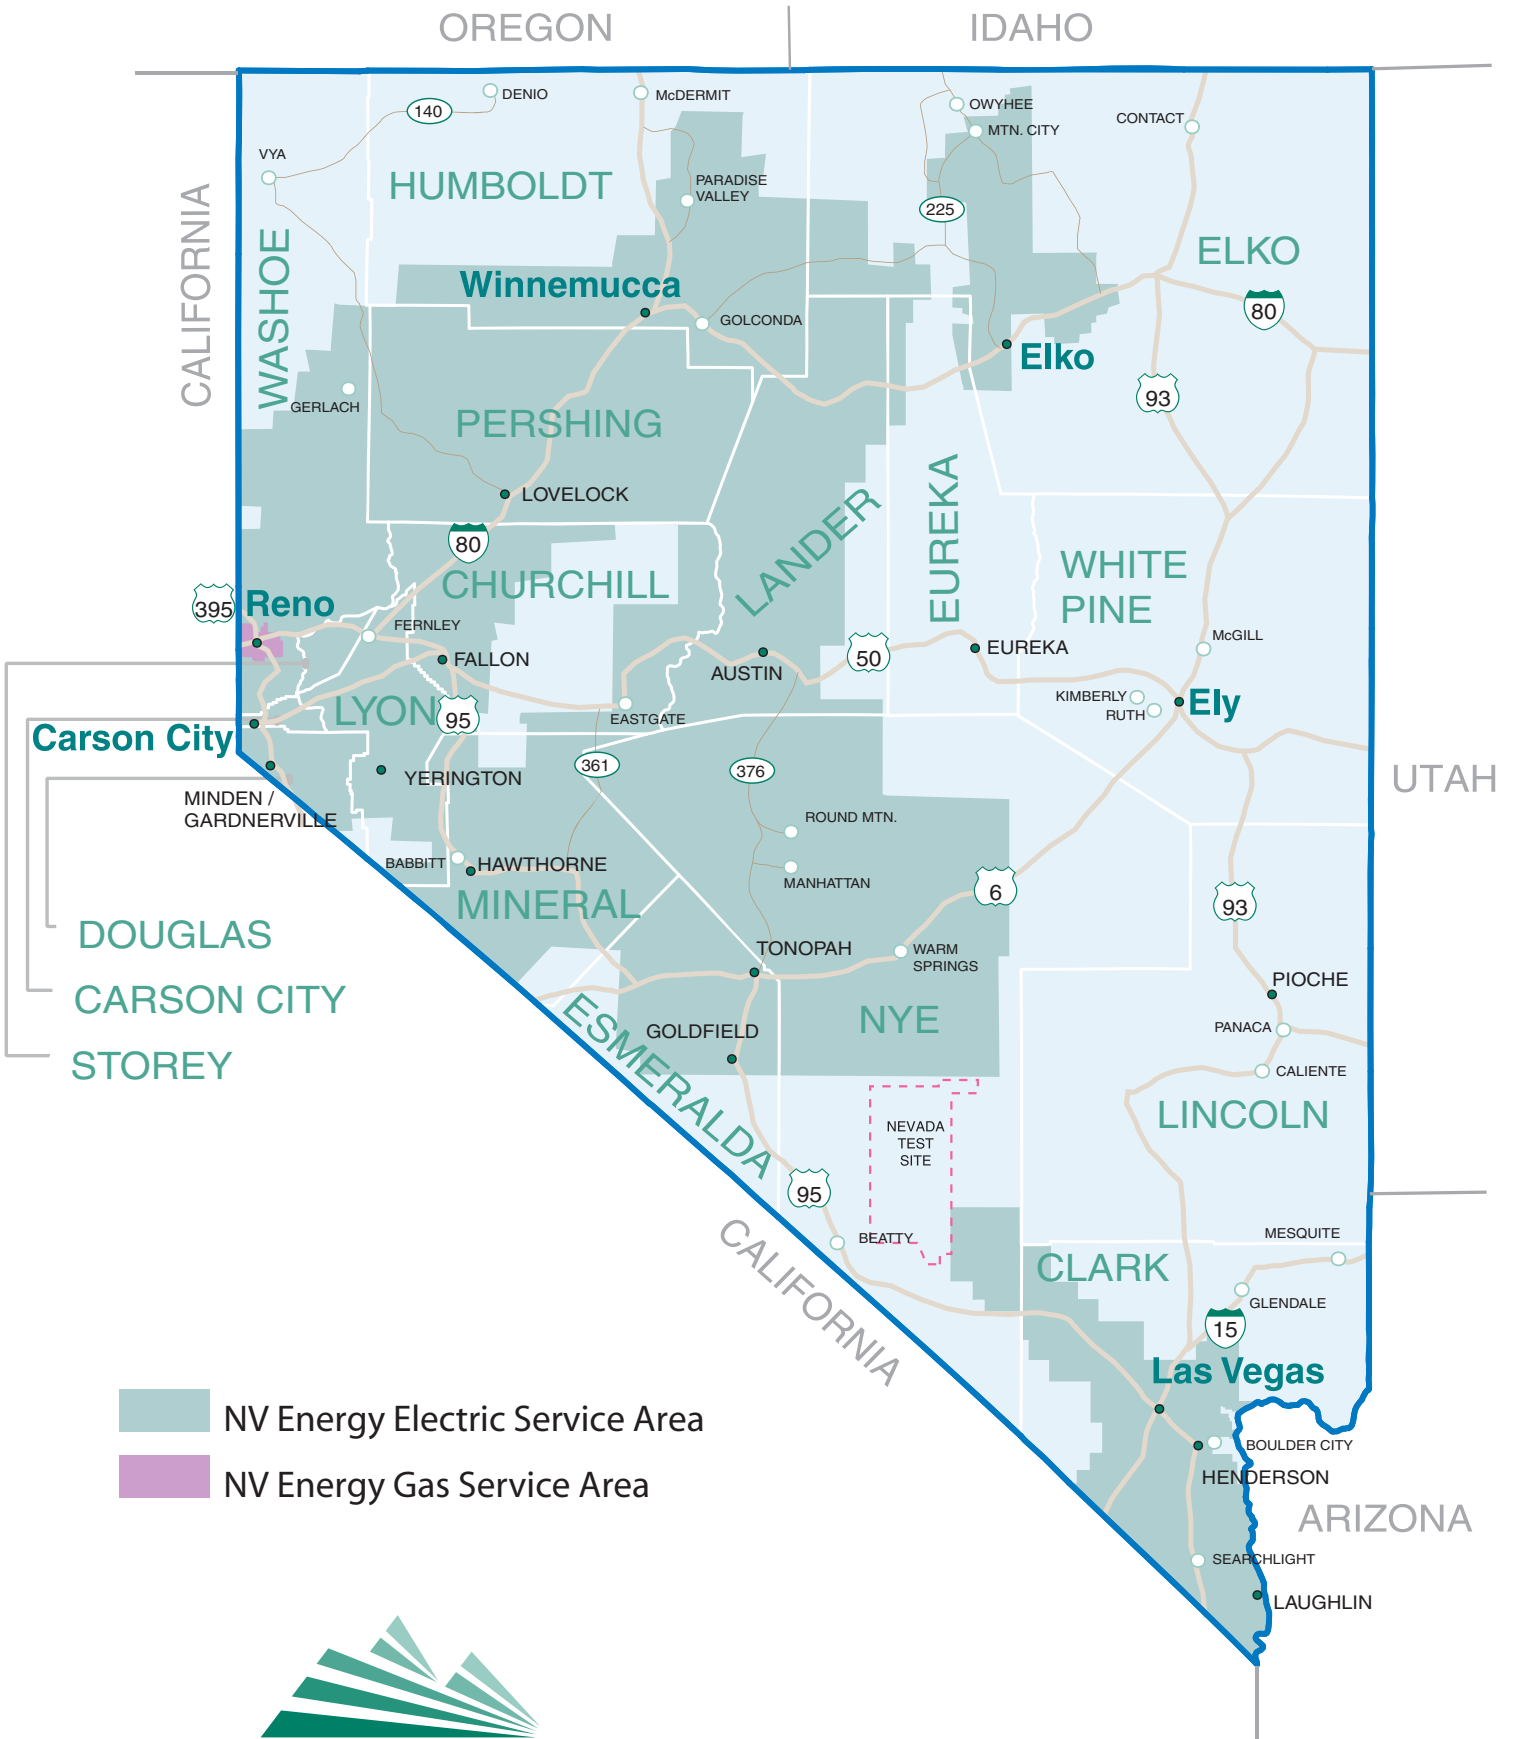 OREGON
IDAHO
DENIO
McDERMIT
140
OWYHEE
MTN. CITY
CONTACT
VYA
HUMBOLDT
PARADISE
VALLEY
225
CALIFORNIA
WASHOE
ELKO
Winnemucca
80
GOLCONDA
Elko
93
GERLACH
PERSHING
LOVELOCK
LANDER
EUREKA
80
CHURCHILL
WHITE
PINE
395
Reno
FERNLEY
McGILL
FALLON
AUSTIN
50
EUREKA
KIMBERLY
RUTH
Ely
LYON
95
EASTGATE
Carson City
361
376
YERINGTON
UTAH
MINDEN /
GARDNERVILLE
ROUND MTN.
BABBITT
HAWTHORNE
MANHATTAN
6
93
MINERAL
DOUGLAS
TONOPAH
WARM
SPRINGS
PIOCHE
CARSON CITY
ESMERALDA
GOLDFIELD
NYE
PANACA
STOREY
CALIENTE
LINCOLN
NEVADA
TEST
SITE
95
BEATTY
CALIFORNIA
MESQUITE
CLARK
GLENDALE
15
Las Vegas
NV Energy Electric Service Area
BOULDER CITY
HENDERSON
NV Energy Gas Service Area
ARIZONA
SEARCHLIGHT
LAUGHLIN